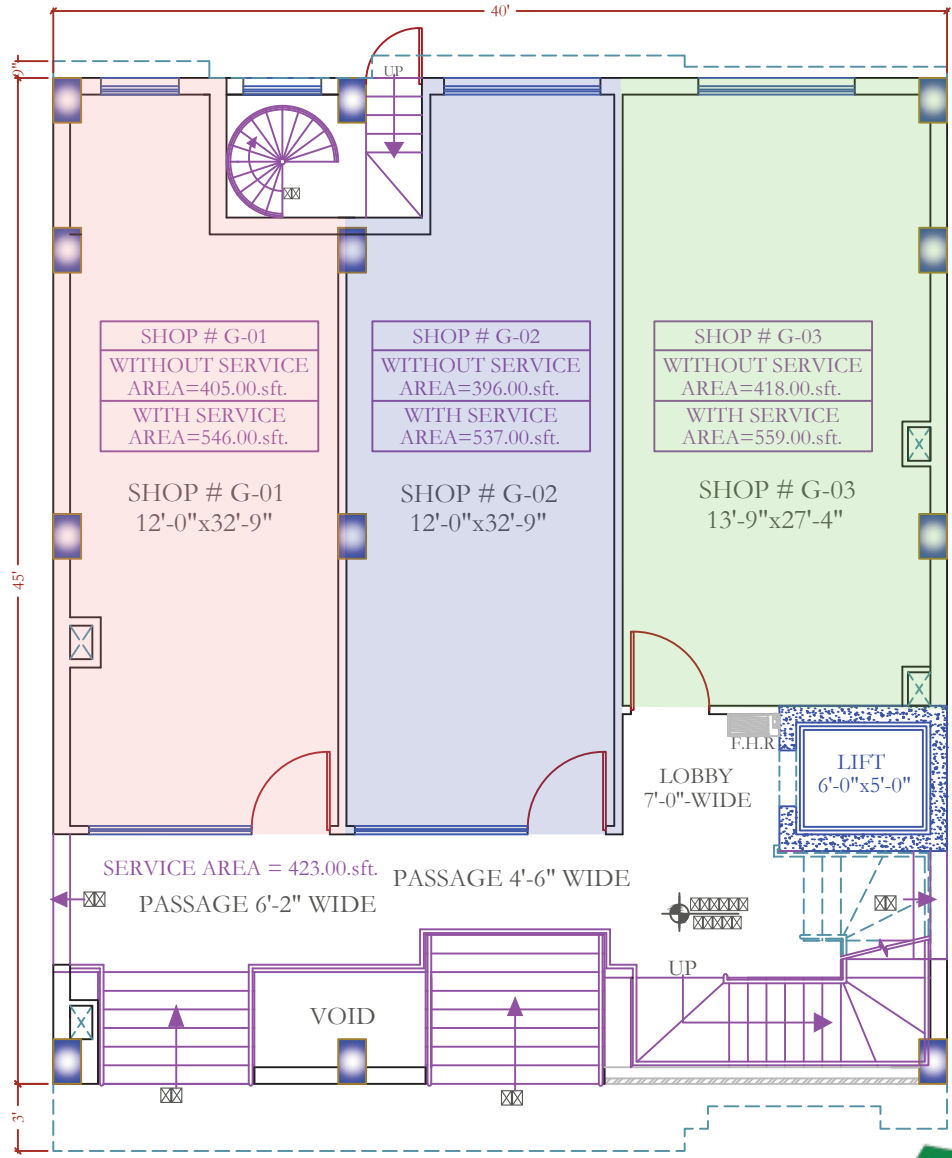 40'
9"
UP
SHOP # G-01
WITHOUT SERVICE
AREA=405.00.sft.
WITH SERVICE
AREA=546.00.sft.
SHOP # G-02
WITHOUT SERVICE
AREA=396.00.sft.
WITH SERVICE
AREA=537.00.sft.
SHOP # G-03
WITHOUT SERVICE
AREA=418.00.sft.
WITH SERVICE
AREA=559.00.sft.
SHOP # G-01
12'-0"x32'-9"
SHOP # G-02
12'-0"x32'-9"
SHOP # G-03
13'-9"x27'-4"
45'
F.H.R
LOBBY
7'-0"-WIDE
LIFT
6'-0"x5'-0"
SERVICE AREA = 423.00.sft.
PASSAGE 6'-2" WIDE
PASSAGE 4'-6" WIDE
UP
VOID
3'